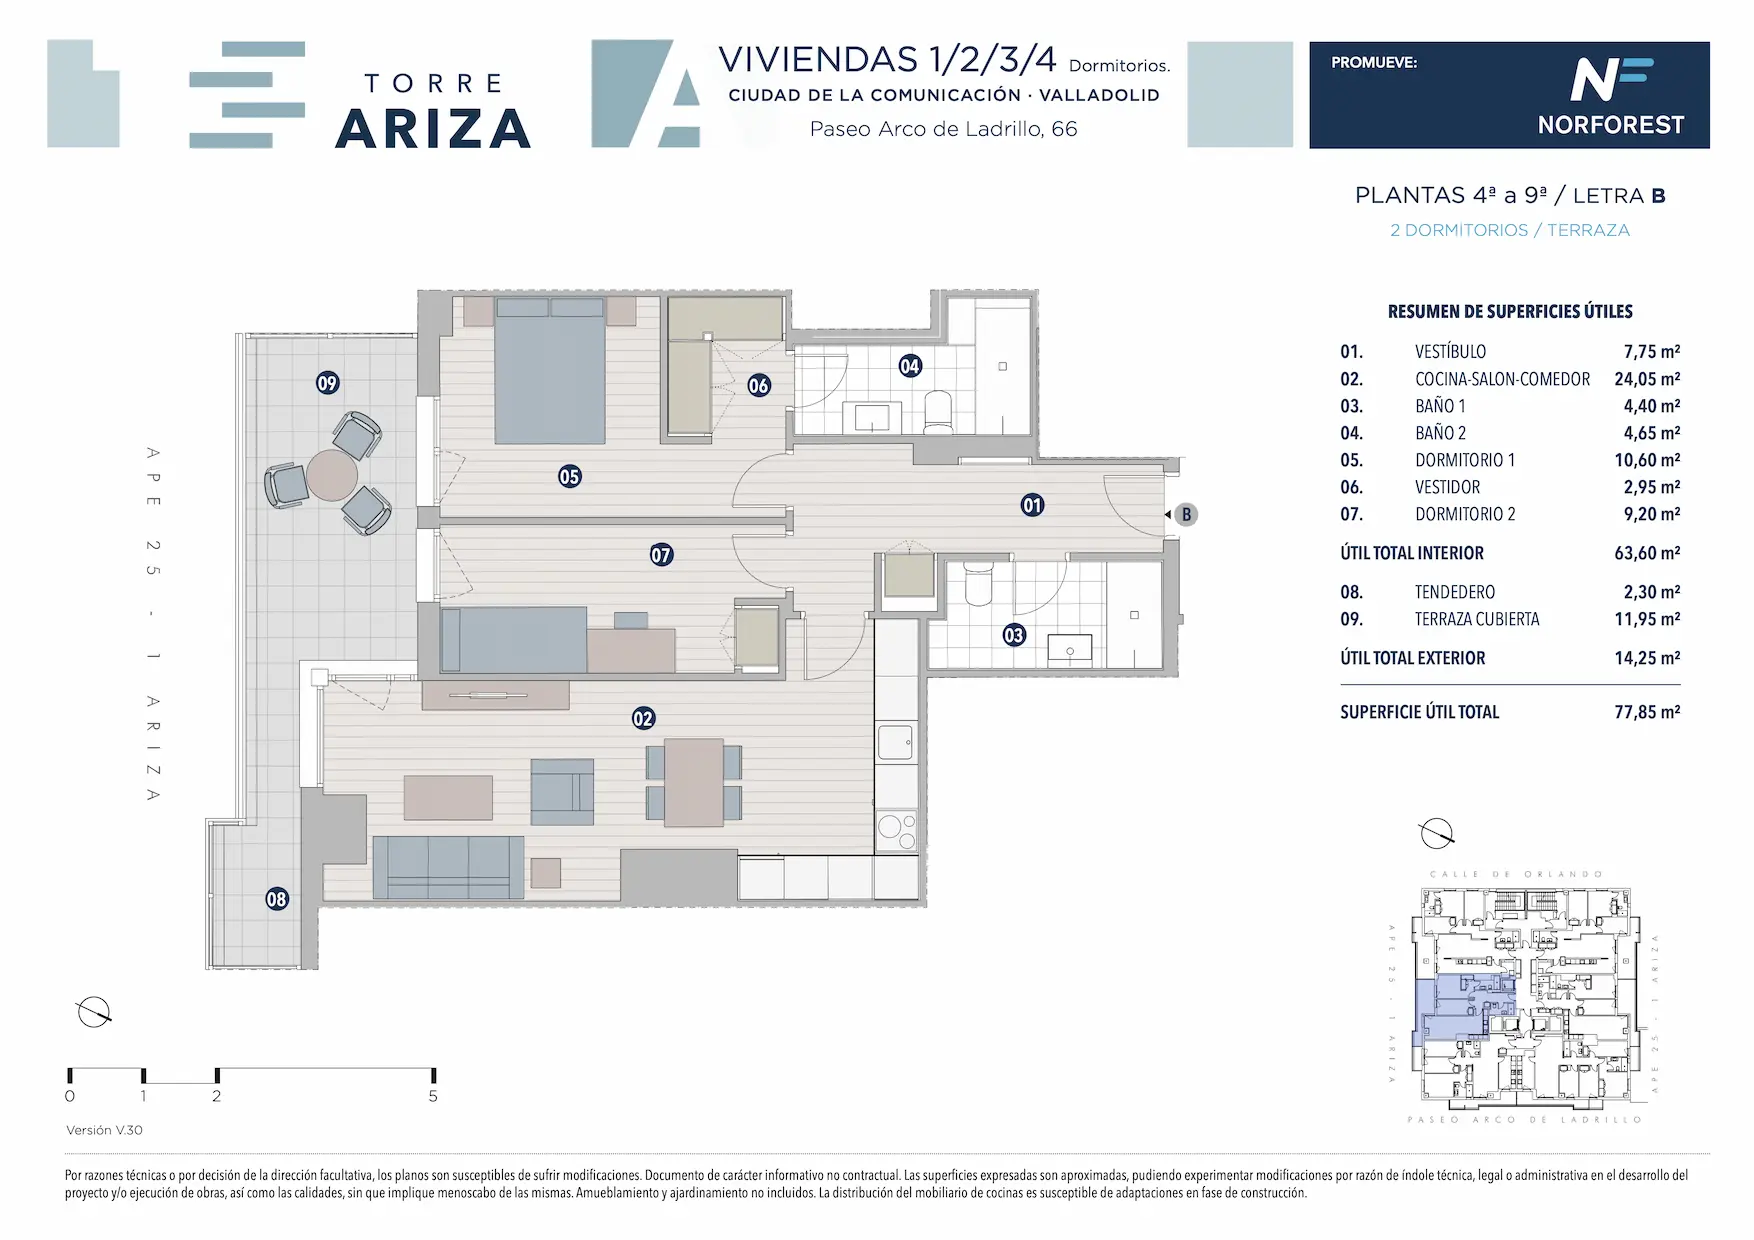 TORRE
ARIZA
VIVIENDAS 1/2/3/4 Dormitorios.
CIUDAD DE LA COMUNICACIÓN · VALLADOLID
Paseo Arco de Ladrillo, 66
PROMUEVE:
NF
NORFOREST
PLANTAS 4ª a 9ª / LETRA B
2 DORMITORIOS / TERRAZA
RESUMEN DE SUPERFICIES ÚTILES
01. VESTÍBULO 7,75 m²
02. COCINA-SALON-COMEDOR 24,05 m²
03. BAÑO 1 4,40 m²
04. BAÑO 2 4,65 m²
05. DORMITORIO 1 10,60 m²
06. VESTIDOR 2,95 m²
07. DORMITORIO 2 9,20 m²
ÚTIL TOTAL INTERIOR 63,60 m²
08. TENDEDERO 2,30 m²
09. TERRAZA CUBIERTA 11,95 m²
ÚTIL TOTAL EXTERIOR 14,25 m²
SUPERFICIE ÚTIL TOTAL 77,85 m²
APE 25 - 1 ARIZA
09
04
06
05
01
B
07
03
02
08
CALLE DE ORLANDO
APE 25 - 1 ARIZA
APE 25 - 1 ARIZA
PASEO ARCO DE LADRILLO
0 1 2 5
Versión V.30
Por razones técnicas o por decisión de la dirección facultativa, los planos son susceptibles de sufrir modificaciones. Documento de carácter informativo no contractual. Las superficies expresadas son aproximadas, pudiendo experimentar modificaciones por razón de índole técnica, legal o administrativa en el desarrollo del
proyecto y/o ejecución de obras, así como las calidades, sin que implique menoscabo de las mismas. Amueblamiento y ajardinamiento no incluidos. La distribución del mobiliario de cocinas es susceptible de adaptaciones en fase de construcción.